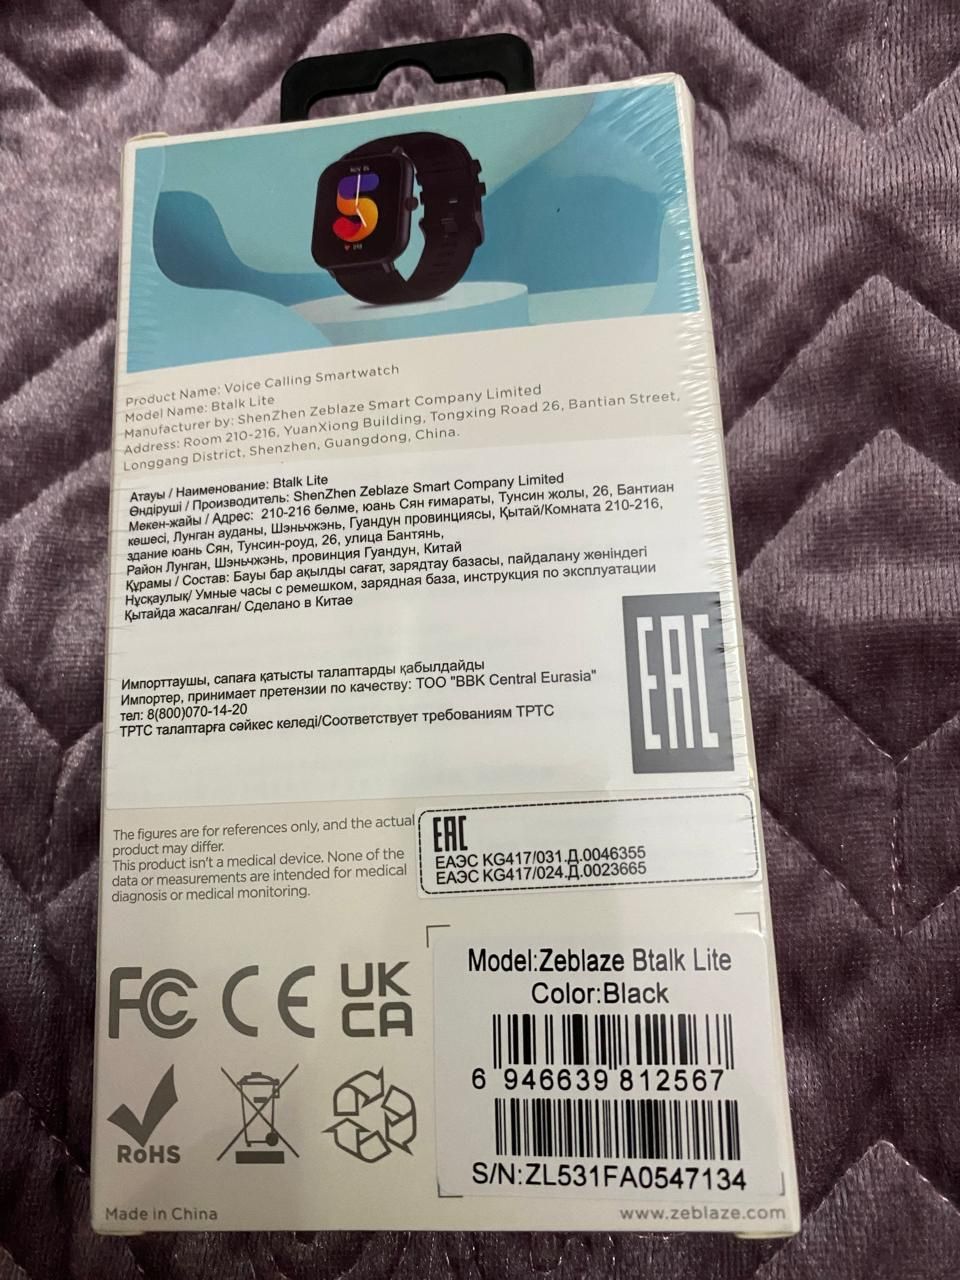 NOV 05
Product Name: Voice Calling Smartwatch
Model Name: Btalk Lite
Manufacturer by: ShenZhen Zeblaze Smart Company Limited
Address: Room 210-216, YuanXiong Building, Tongxing Road 26, Bantian Street,
Longgang District, Shenzhen, Guangdong, China.
Атауы / Наименование: Btalk Lite
Өндіруші / Производитель: ShenZhen Zeblaze Smart Company Limited
Мекен-жайы / Адрес: 210-216 бөлме, юань Сян ғимараты, Тунсин жолы, 26, Бантиан
көшесі, Лунган ауданы, Шэньчжэнь, Гуандун провинциясы, Қытай/Комната 210-216,
здание юань Сян, Тунсин-роуд, 26, улица Бантянь,
Район Лунган, Шэньчжэнь, провинция Гуандун, Китай
Құрамы / Состав: Бауы бар ақылды сағат, зарядтау базасы, пайдалану жөніндегі
Нұсқаулық/ Умные часы с ремешком, зарядная база, инструкция по эксплуатации
Қытайда жасалған/ Сделано в Китае
Импорттаушы, сапаға қатысты талаптарды қабылдайды
Импортер, принимает претензии по качеству: ТОО "BBK Central Eurasia"
тел: 8(800)070-14-20
ТРТС талаптарға сәйкес келеді/Соответствует требованиям ТРТС
EAC
The figures are for references only, and the actual
product may differ.
This product isn't a medical device. None of the
data or measurements are intended for medical
diagnosis or medical monitoring.
EAC
ЕАЭС KG417/031.Д.0046355
ЕАЭС KG417/024.Д.0023665
FC CE UK
CA
RoHS
Model:Zeblaze Btalk Lite
Color:Black
6 946639 812567
S/N:ZL531FA0547134
Made in China
www.zeblaze.com